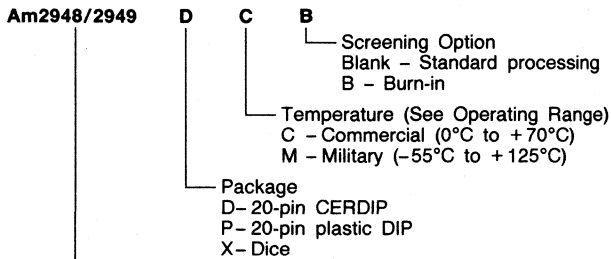 Am2948/2949 D C B
Screening Option
Blank – Standard processing
B – Burn-in
Temperature (See Operating Range)
C – Commercial (0°C to +70°C)
M – Military (–55°C to +125°C)
Package
D– 20-pin CERDIP
P– 20-pin plastic DIP
X– Dice